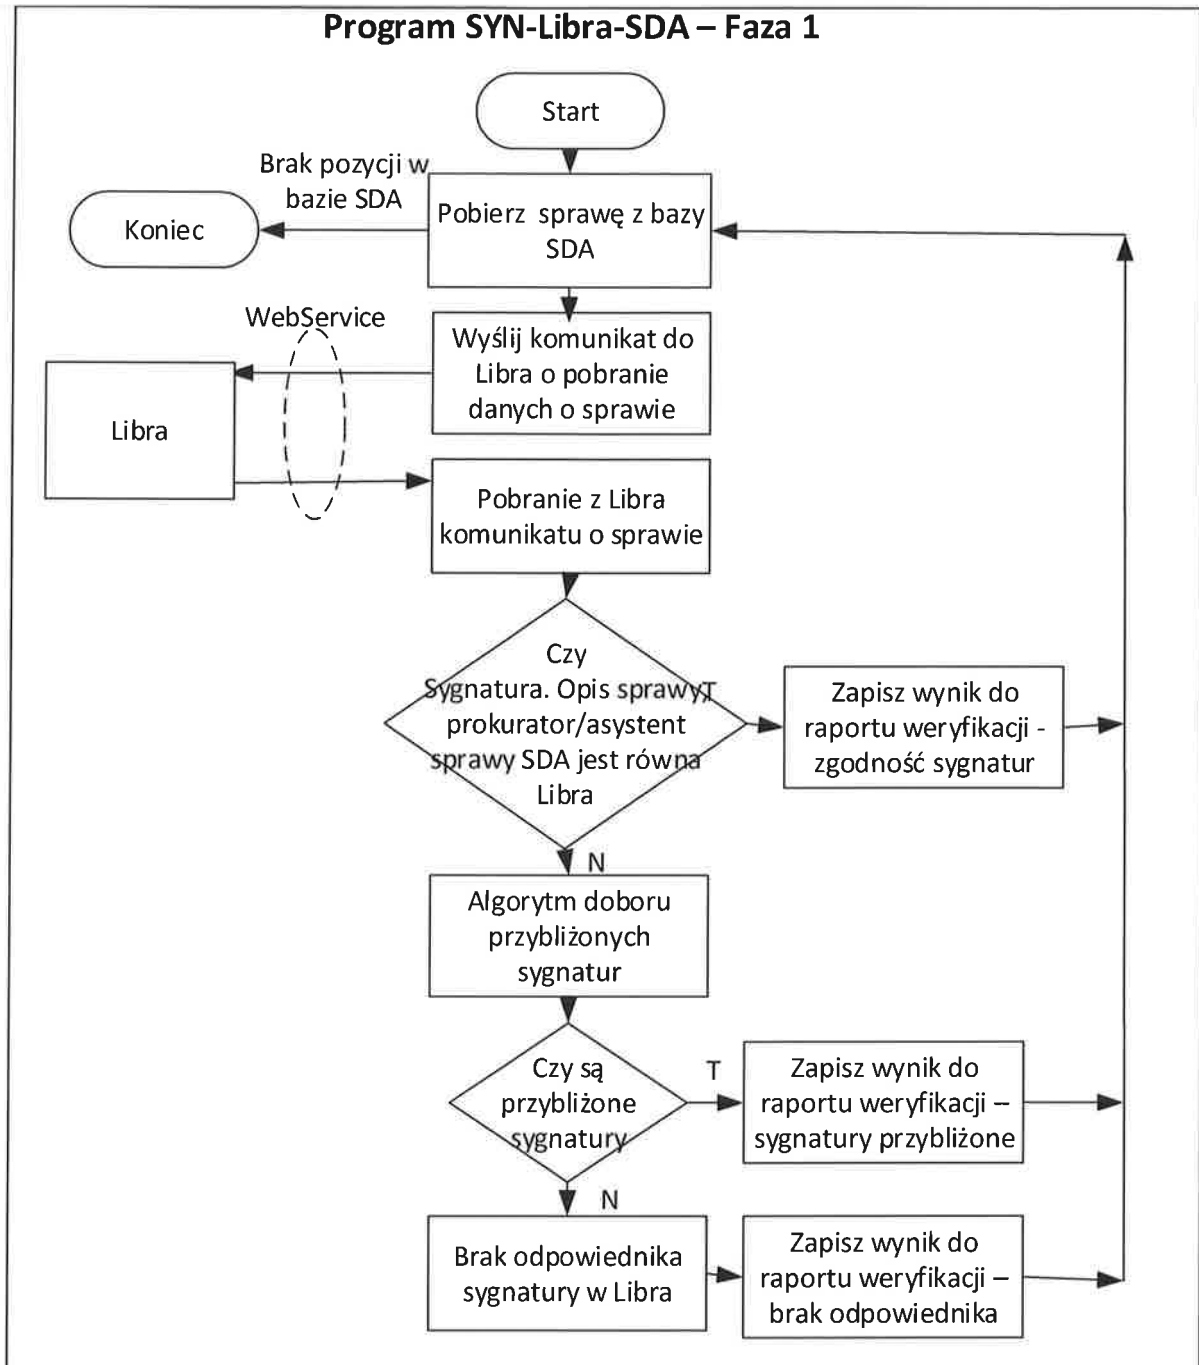 Program SYN-Libra-SDA – Faza 1
Start
Brak pozycji w
bazie SDA
Koniec
Pobierz sprawę z bazy
SDA
WebService
Wyślij komunikat do
Libra o pobranie
danych o sprawie
Libra
Pobranie z Libra
komunikatu o sprawie
Czy
Sygnatura. Opis sprawy,
prokurator/asystent
sprawy SDA jest równa
Libra
T
Zapisz wynik do
raportu weryfikacji -
zgodność sygnatur
N
Algorytm doboru
przybliżonych
sygnatur
Czy są
przybliżone
sygnatury
T
Zapisz wynik do
raportu weryfikacji –
sygnatury przybliżone
N
Brak odpowiednika
sygnatury w Libra
Zapisz wynik do
raportu weryfikacji –
brak odpowiednika